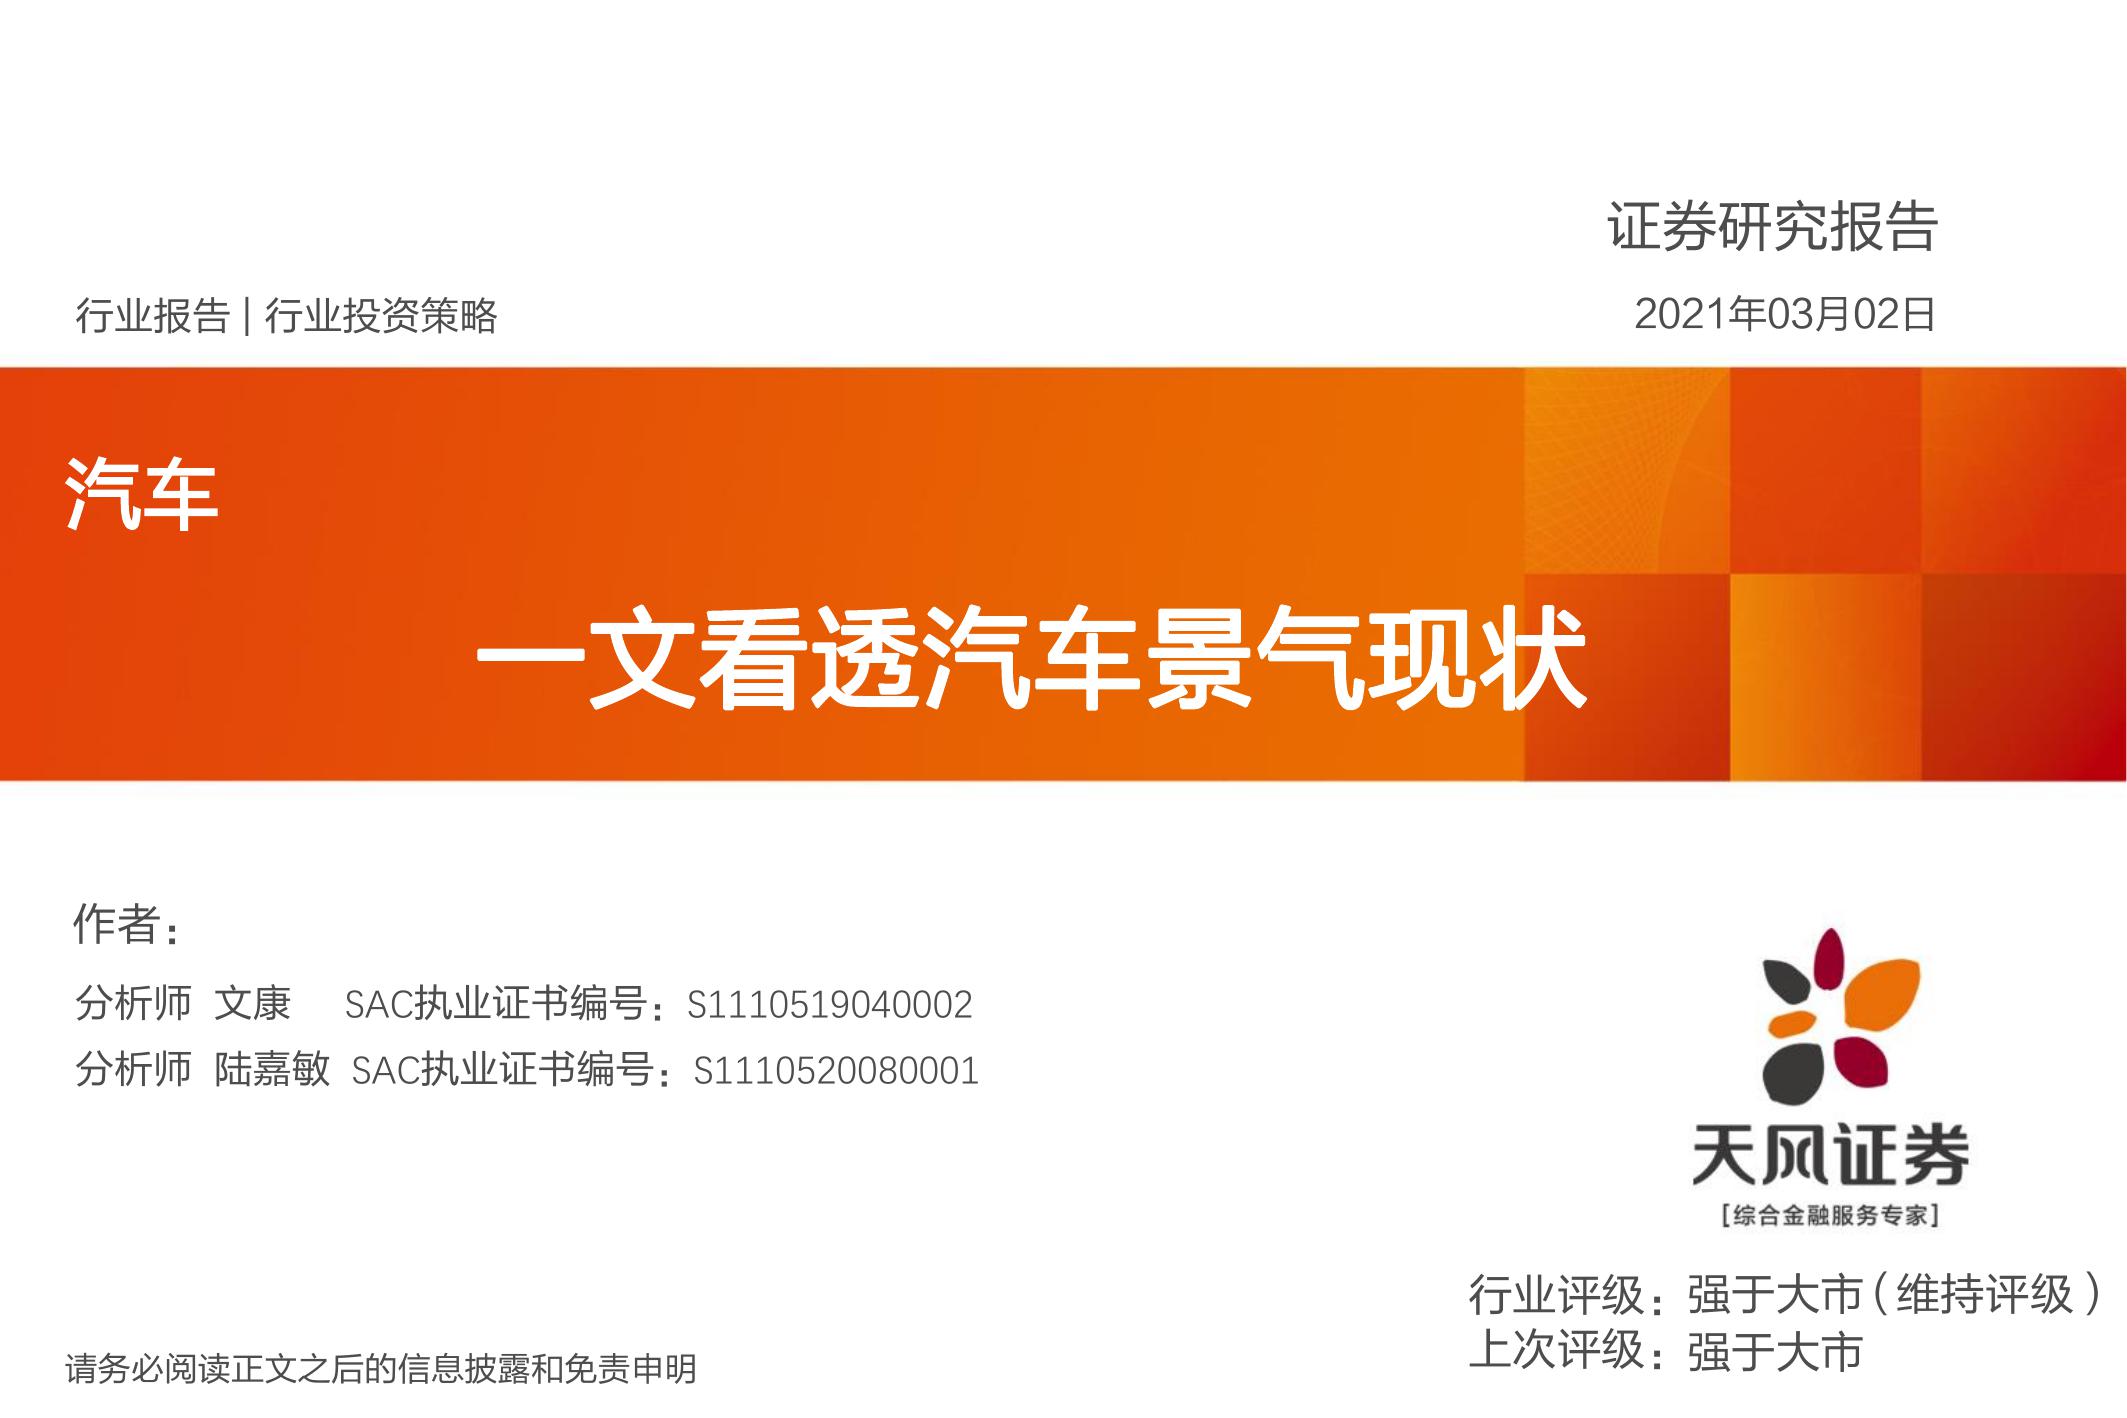 证券研究报告
行业报告 | 行业投资策略
2021年03月02日
汽车
一文看透汽车景气现状
作者：
分析师 文康 SAC执业证书编号：S1110519040002
分析师 陆嘉敏 SAC执业证书编号：S1110520080001
天风证券
[综合金融服务专家]
行业评级：强于大市（维持评级）
上次评级：强于大市
请务必阅读正文之后的信息披露和免责申明